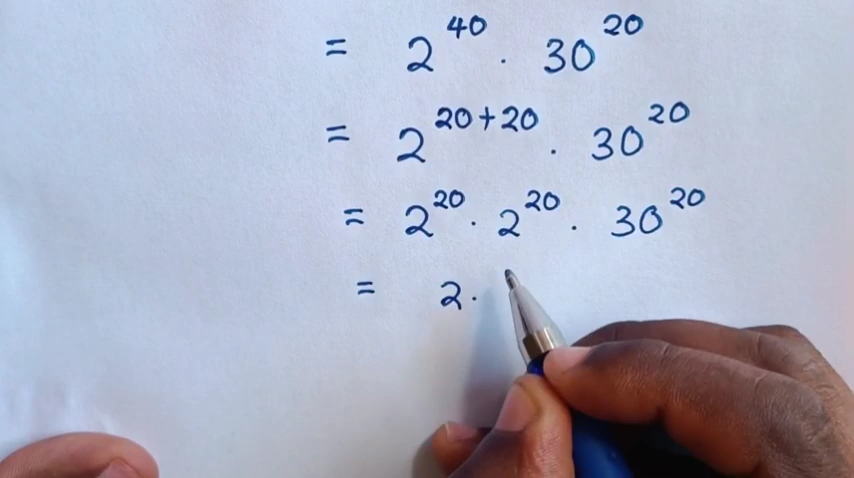 = 2^40 · 30^20
= 2^20+20 · 30^20
= 2^20 · 2^20 · 30^20
= 2 ·